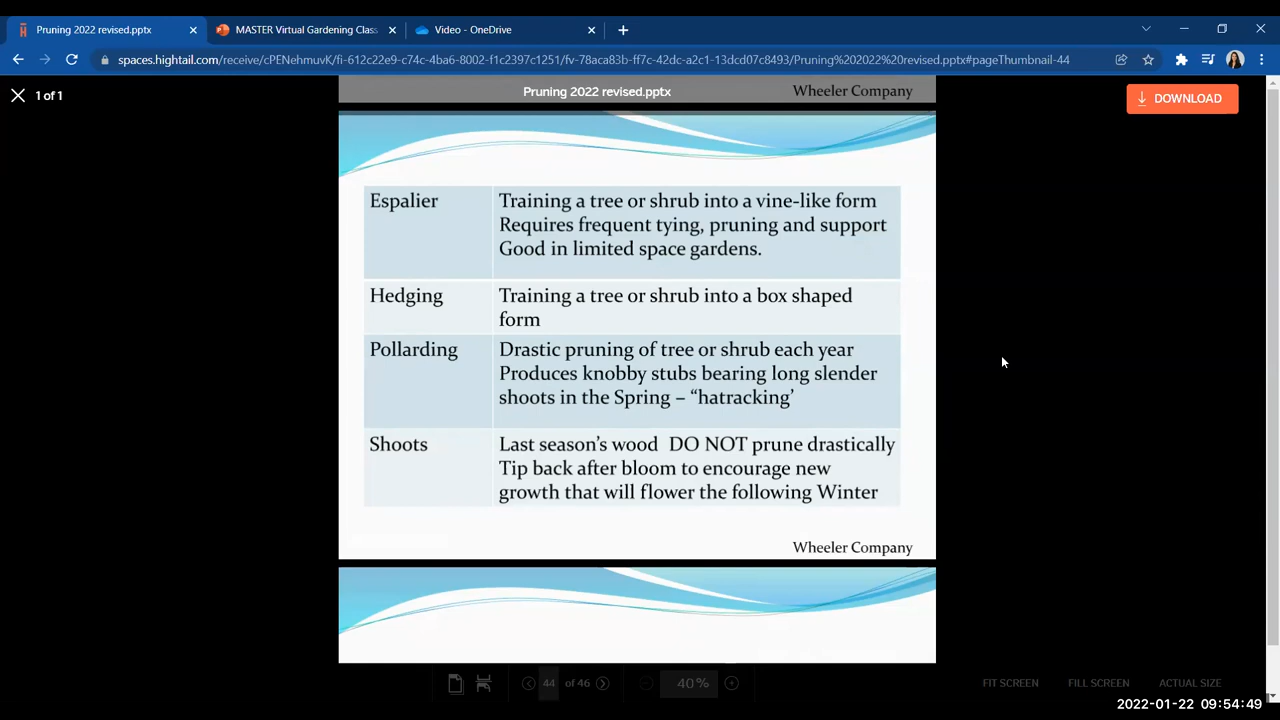 Pruning 2022 revised.pptx
MASTER Virtual Gardening Class
Video - OneDrive
spaces.hightail.com/receive/cPENehmuvK/fi-612c22e9-c74c-4ba6-8002-f1c2397c1251/fv-78aca83b-ff7c-42dc-a2c1-13dcd07c8493/Pruning%202022%20revised.pptx#pageThumbnail-44
1 of 1
Pruning 2022 revised.pptx
Wheeler Company
DOWNLOAD
Espalier
Training a tree or shrub into a vine-like form
Requires frequent tying, pruning and support
Good in limited space gardens.
Hedging
Training a tree or shrub into a box shaped
form
Pollarding
Drastic pruning of tree or shrub each year
Produces knobby stubs bearing long slender
shoots in the Spring – “hatracking’
Shoots
Last season’s wood  DO NOT prune drastically
Tip back after bloom to encourage new
growth that will flower the following Winter
Wheeler Company
44 of 46
40%
FIT SCREEN
FILL SCREEN
ACTUAL SIZE
2022-01-22 09:54:49